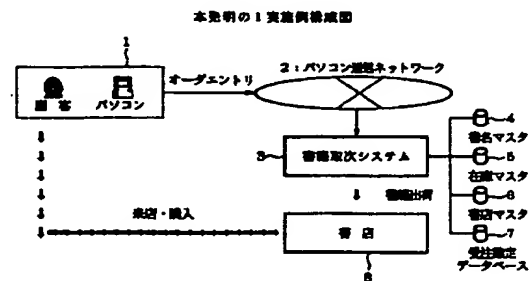 本発明の1実施例構成図
1
オーダエントリ
2:パソコン通信ネットワーク
顧客
パソコン
3
書籍取次システム
4
書名マスタ
5
在庫マスタ
6
書店マスタ
7
受注確定
データベース
書籍出荷
来店・購入
書店
8